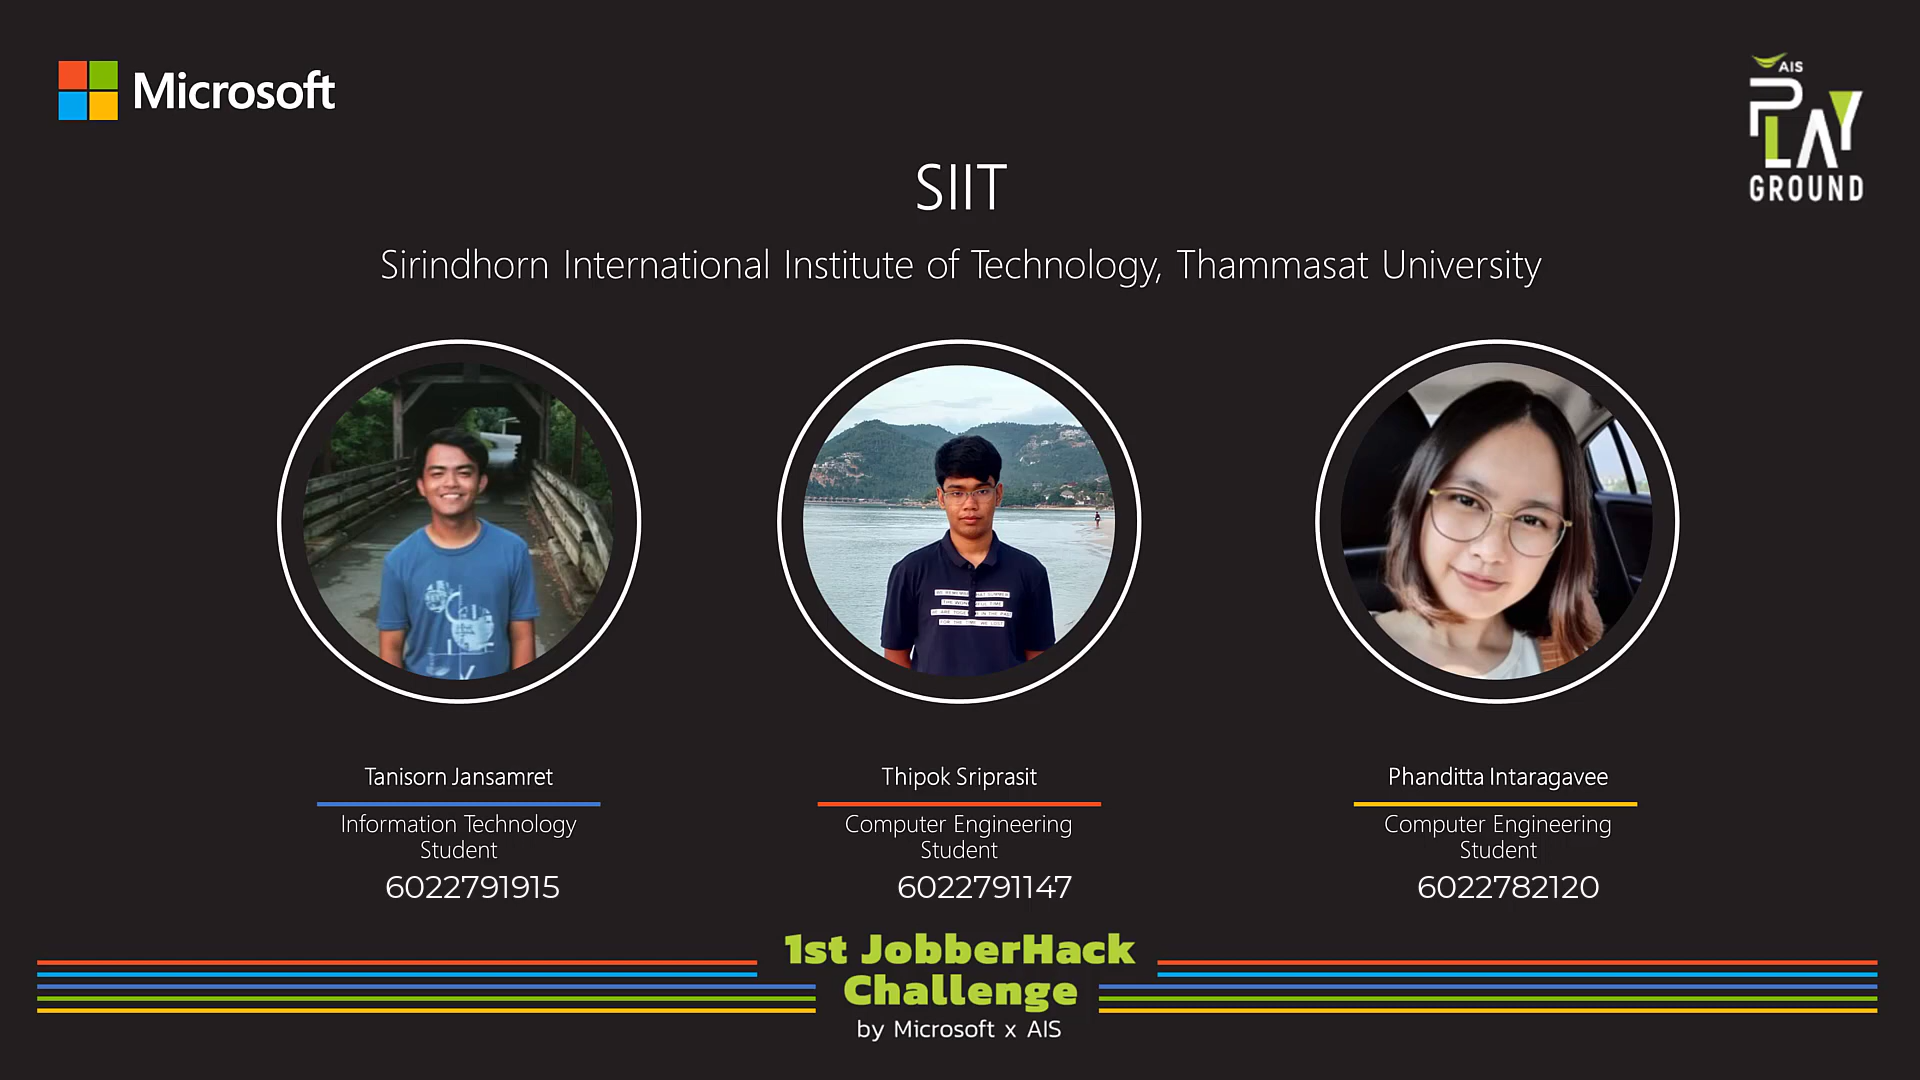 Microsoft
AIS
PLAY
GROUND
SIIT
Sirindhorn International Institute of Technology, Thammasat University
Tanisorn Jansamret
Information Technology
Student
6022791915
Thipok Sriprasit
Computer Engineering
Student
6022791147
Phanditta Intaragavee
Computer Engineering
Student
6022782120
1st JobberHack
Challenge
by Microsoft x AIS